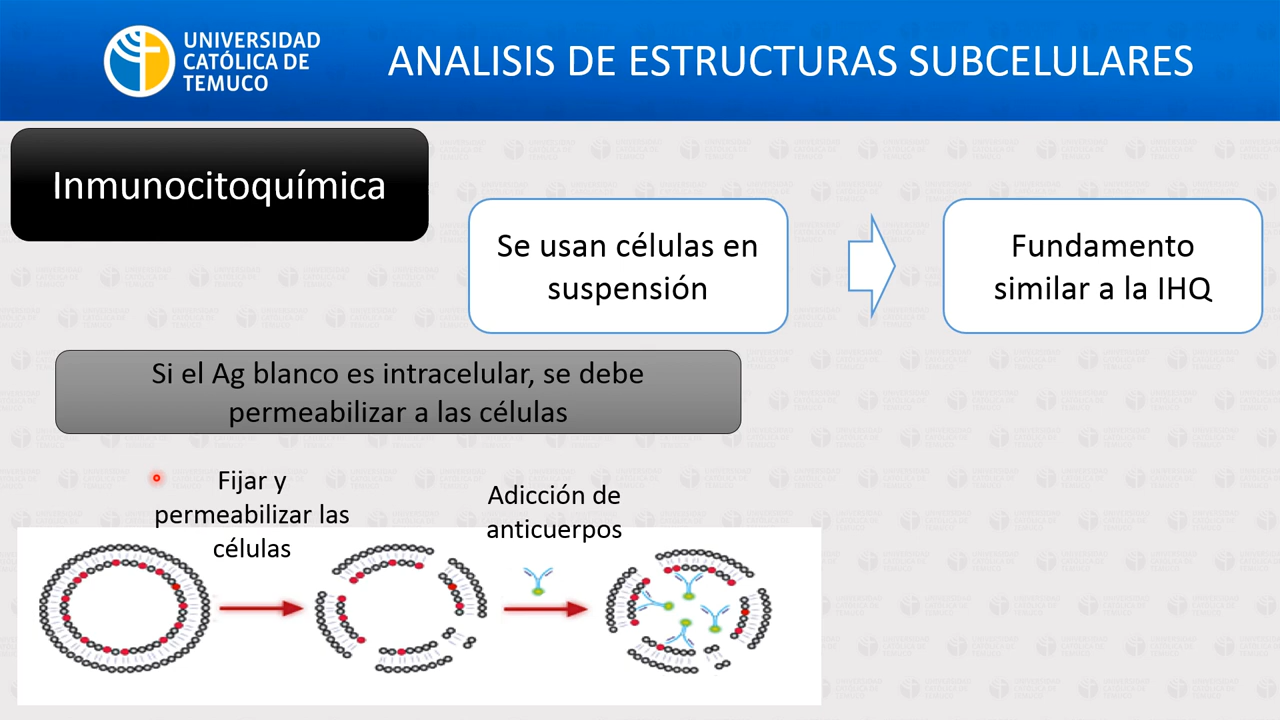 UNIVERSIDAD
CATÓLICA DE
TEMUCO
ANALISIS DE ESTRUCTURAS SUBCELULARES
Inmunocitoquímica
Se usan células en
suspensión
Fundamento
similar a la IHQ
Si el Ag blanco es intracelular, se debe
permeabilizar a las células
Fijar y
permeabilizar las
células
Adicción de
anticuerpos